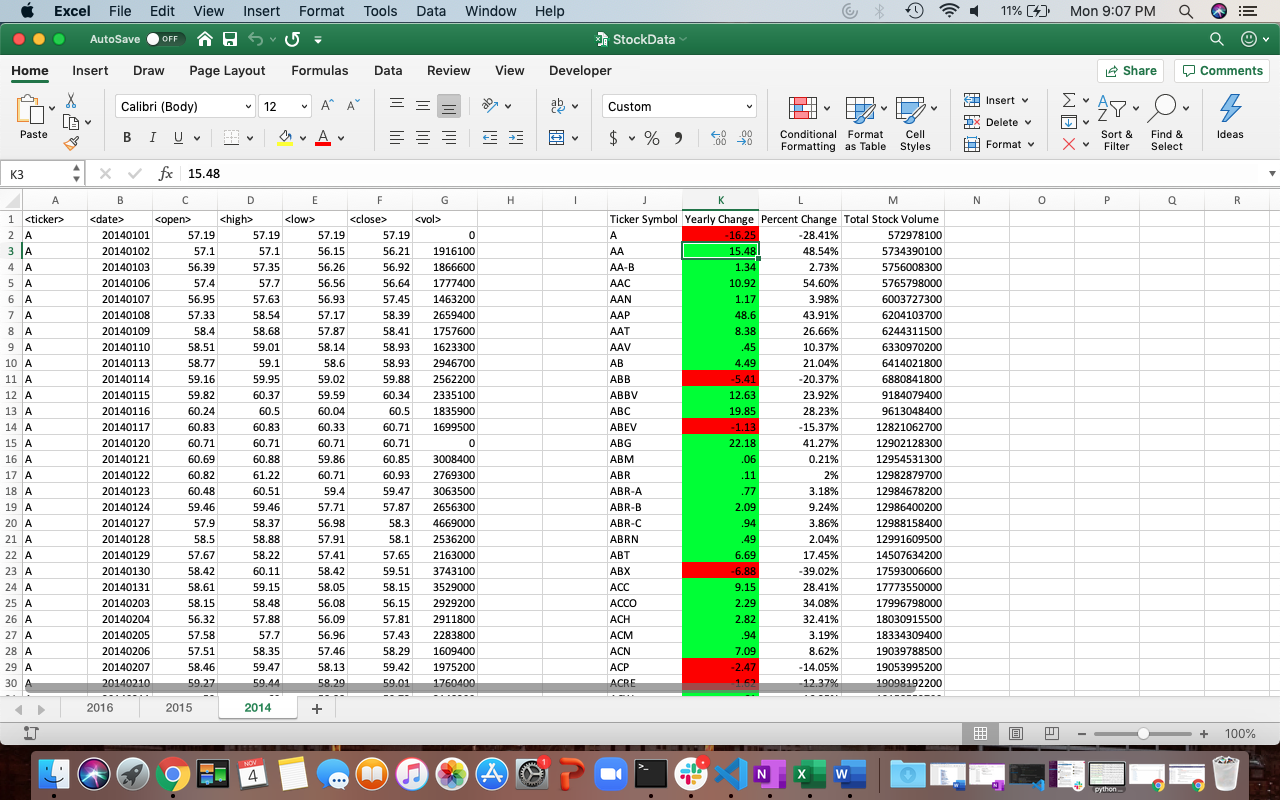 Excel File Edit View Insert Format Tools Data Window Help 11% Mon 9:07 PM
AutoSave OFF StockData
Home Insert Draw Page Layout Formulas Data Review View Developer Share Comments
Paste Calibri (Body) 12 A^ A˅ ab Custom Conditional Formatting Format as Table Cell Styles Insert Delete Format Sort & Filter Find & Select Ideas
B I U A $ % 9
K3 fx 15.48
A B C D E F G H I J K L M N O P Q R
1 <ticker> <date> <open> <high> <low> <close> <vol> Ticker Symbol Yearly Change Percent Change Total Stock Volume
2 A 20140101 57.19 57.19 57.19 57.19 0 A -16.25 -28.41% 572978100
3 A 20140102 57.1 57.1 56.15 56.21 1916100 AA 15.48 48.54% 5734390100
4 A 20140103 56.39 57.35 56.26 56.92 1866600 AA-B 1.34 2.73% 5756008300
5 A 20140106 57.4 57.7 56.56 56.64 1777400 AAC 10.92 54.60% 5765798000
6 A 20140107 56.95 57.63 56.93 57.45 1463200 AAN 1.17 3.98% 6003727300
7 A 20140108 57.33 58.54 57.17 58.39 2659400 AAP 48.6 43.91% 6204103700
8 A 20140109 58.4 58.68 57.87 58.41 1757600 AAT 8.38 26.66% 6244311500
9 A 20140110 58.51 59.01 58.14 58.93 1623300 AAV .45 10.37% 6330970200
10 A 20140113 58.77 59.1 58.6 58.93 2946700 AB 4.49 21.04% 6414021800
11 A 20140114 59.16 59.95 59.02 59.88 2562200 ABB -5.41 -20.37% 6880841800
12 A 20140115 59.82 60.37 59.59 60.34 2335100 ABBV 12.63 23.92% 9184079400
13 A 20140116 60.24 60.5 60.04 60.5 1835900 ABC 19.85 28.23% 9613048400
14 A 20140117 60.83 60.83 60.33 60.71 1699500 ABEV -1.13 -15.37% 12821062700
15 A 20140120 60.71 60.71 60.71 60.71 0 ABG 22.18 41.27% 12902128300
16 A 20140121 60.69 60.88 59.86 60.85 3008400 ABM .06 0.21% 12954531300
17 A 20140122 60.82 61.22 60.71 60.93 2769300 ABR .11 2% 12982879700
18 A 20140123 60.48 60.51 59.4 59.47 3063500 ABR-A .77 3.18% 12984678200
19 A 20140124 59.46 59.46 57.71 57.87 2656300 ABR-B 2.09 9.24% 12986400200
20 A 20140127 57.9 58.37 56.98 58.3 4669000 ABR-C .94 3.86% 12988158400
21 A 20140128 58.5 58.88 57.91 58.1 2536200 ABRN .49 2.04% 12991609500
22 A 20140129 57.67 58.22 57.41 57.65 2163000 ABT 6.69 17.45% 14507634200
23 A 20140130 58.42 60.11 58.42 59.51 3743100 ABX -6.88 -39.02% 17593006600
24 A 20140131 58.61 59.15 58.05 58.15 3529000 ACC 9.15 28.41% 17773550000
25 A 20140203 58.15 58.48 56.08 56.15 2929200 ACCO 2.29 34.08% 17996798000
26 A 20140204 56.32 57.88 56.09 57.81 2911800 ACH 2.82 32.41% 18030915500
27 A 20140205 57.58 57.7 56.96 57.43 2283800 ACM .94 3.19% 18334309400
28 A 20140206 57.51 58.35 57.46 58.29 1609400 ACN 7.09 8.62% 19039788500
29 A 20140207 58.46 59.47 58.13 59.42 1975200 ACP -2.47 -14.05% 19053995200
30 A 20140210 59.27 59.44 58.29 59.01 1760400 ACRE -1.62 -12.37% 19098192200
2016 2015 2014 +
100%
NOV 4 1 N X W python...